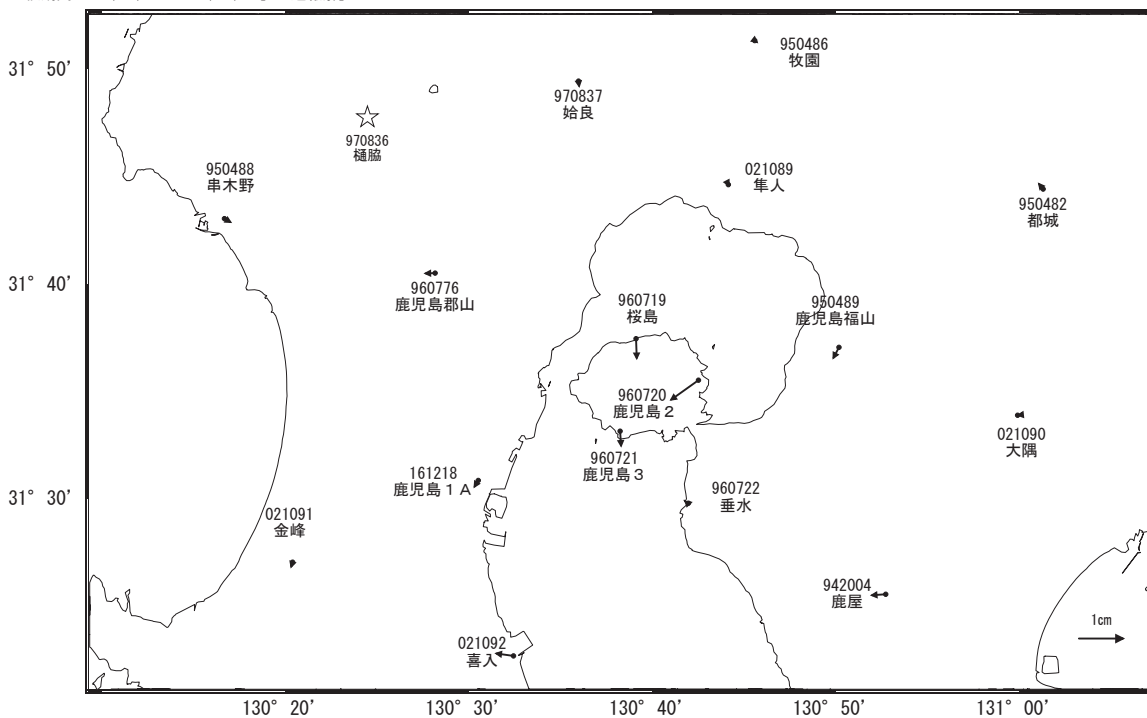 31° 50'
950486
牧園
970837
姶良
970836
樋脇
950488
串木野
021089
隼人
950482
都城
31° 40'
960776
鹿児島郡山
960719
桜島
950489
鹿児島福山
960720
鹿児島2
021090
大隅
960721
鹿児島3
161218
鹿児島1A
31° 30'
960722
垂水
021091
金峰
942004
鹿屋
1cm
021092
喜入
130° 20'
130° 30'
130° 40'
130° 50'
131° 00'